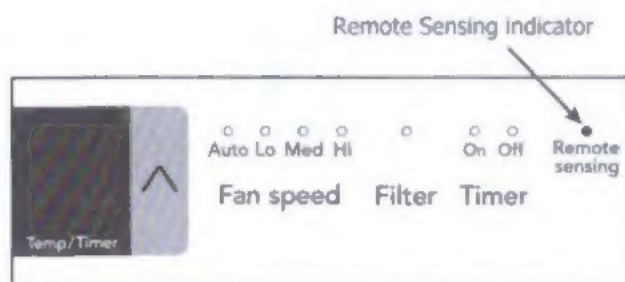 Remote Sensing Indicator
Auto Lo Med Hi
On Off
Remote
sensing
Fan speed
Filter
Timer
Temp/Timer